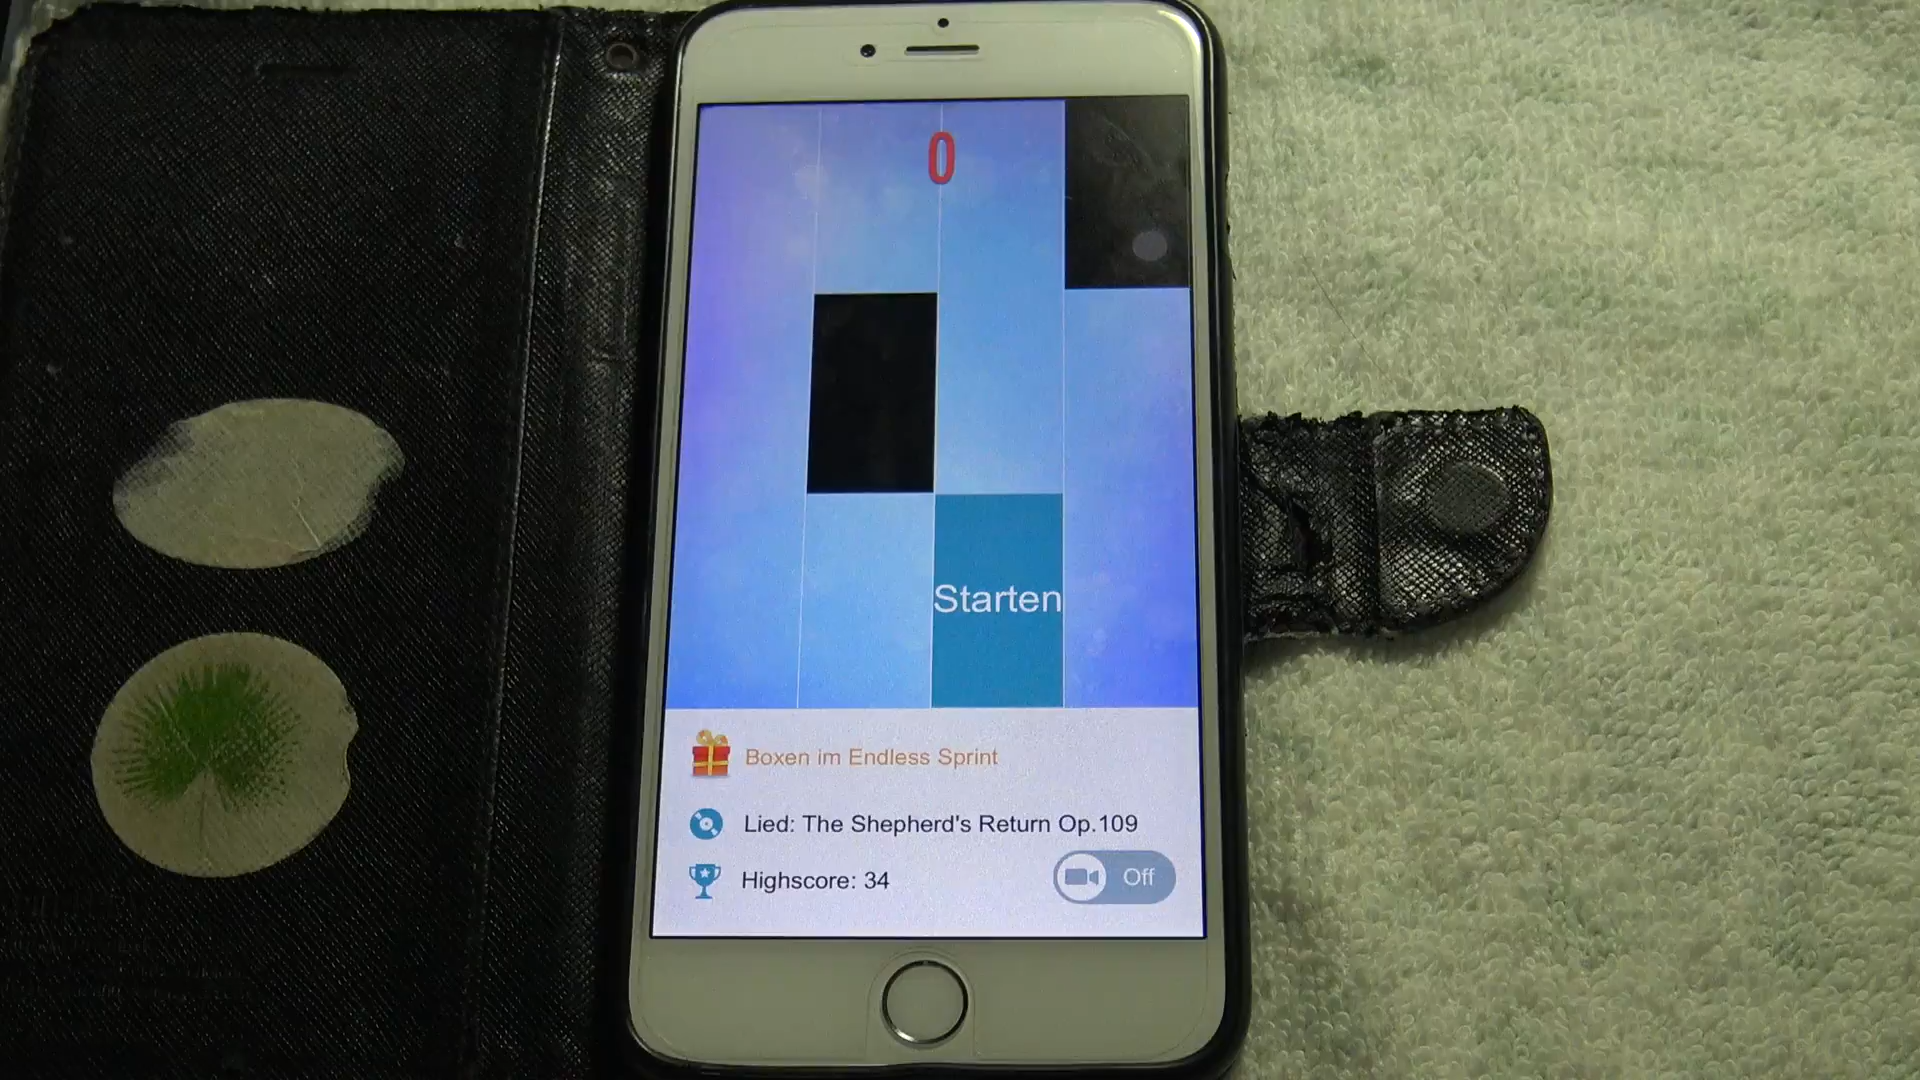 0
Starten
Boxen im Endless Sprint
Lied: The Shepherd's Return Op.109
Highscore: 34
Off